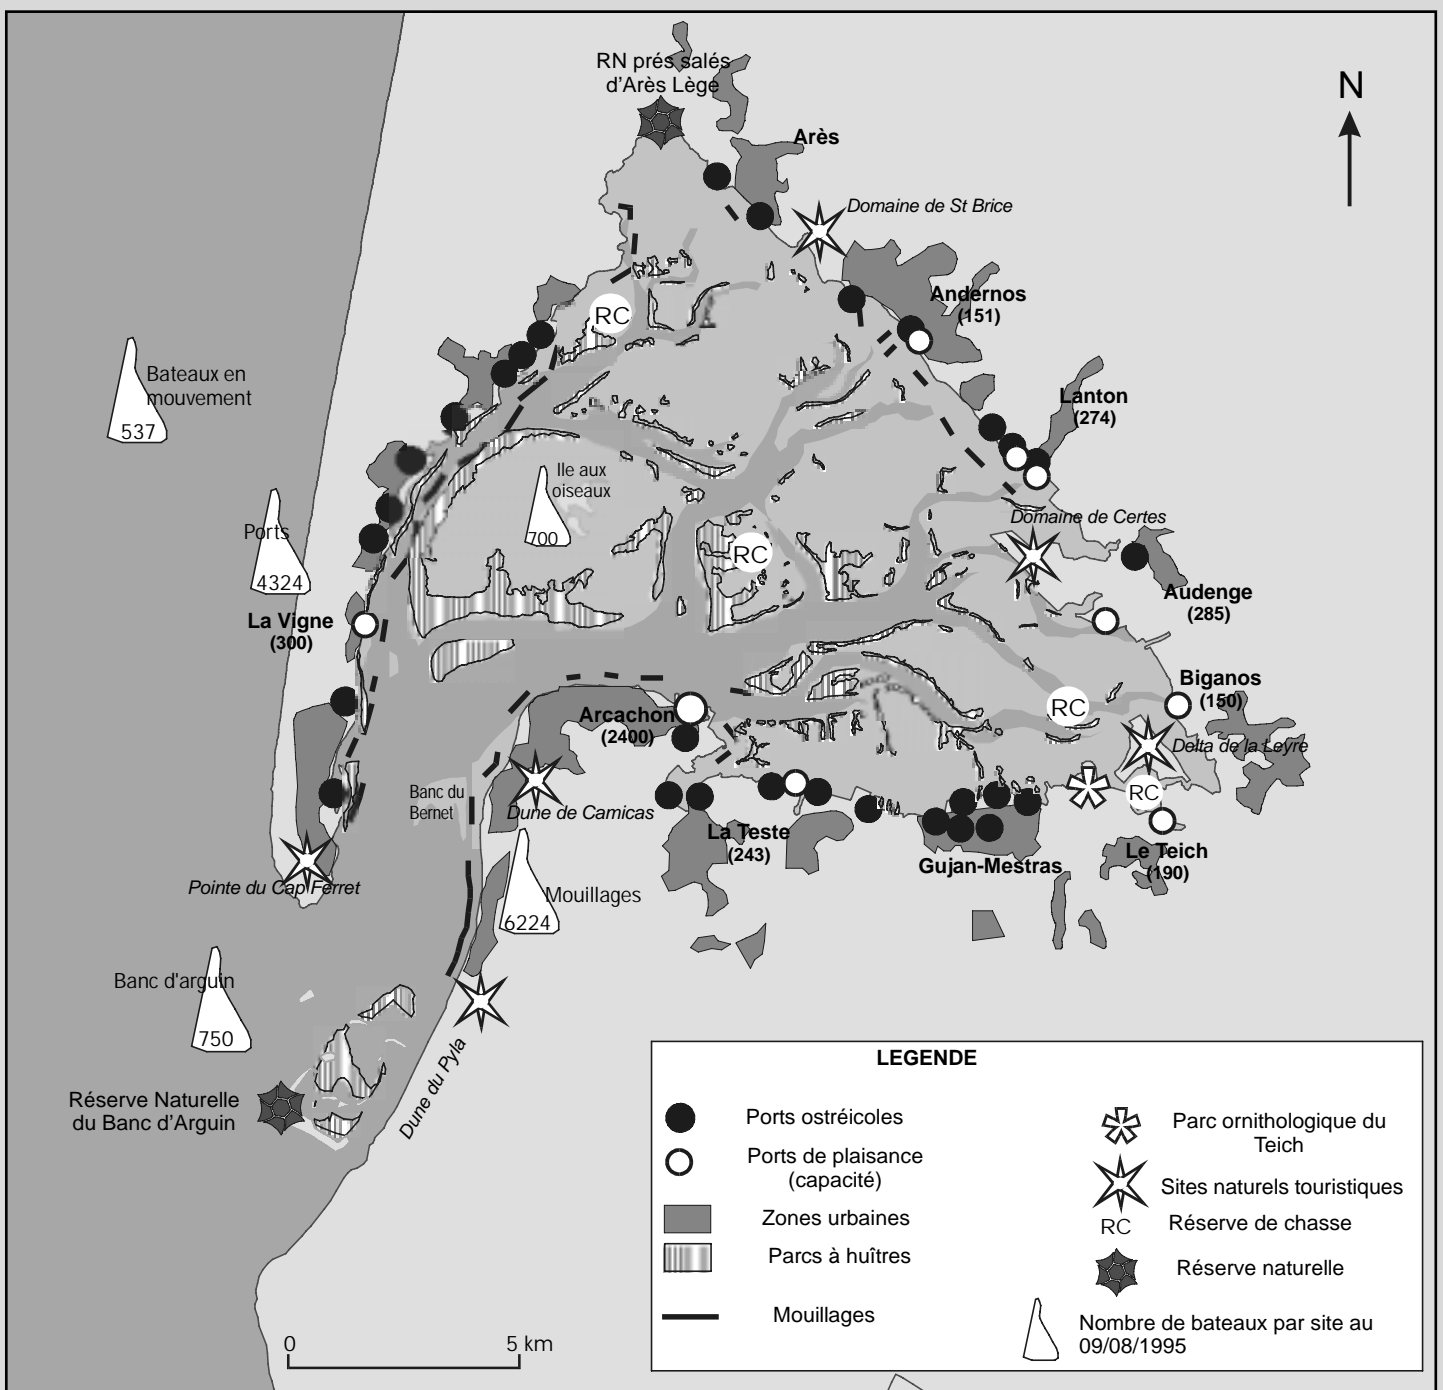 RN prés salés
d'Arès Lège
N
Arès
Domaine de St Brice
Andernos
(151)
RC
Bateaux en
mouvement
537
Lanton
(274)
Ile aux
oiseaux
700
Ports
4324
Domaine de Certes
RC
Audenge
(285)
La Vigne
(300)
Biganos
(150)
RC
Arcachon
(2400)
Delta de la Leyre
Banc du
Bernet
Dune de Camicas
RC
La Teste
(243)
Gujan-Mestras
Le Teich
(190)
Pointe du Cap Ferret
Mouillages
6224
Banc d'arguin
750
Dune du Pyla
Réserve Naturelle
du Banc d'Arguin
LEGENDE
Ports ostréicoles
Ports de plaisance
(capacité)
Zones urbaines
Parcs à huîtres
Mouillages
Parc ornithologique du
Teich
Sites naturels touristiques
RC Réserve de chasse
Réserve naturelle
Nombre de bateaux par site au
09/08/1995
0 5 km